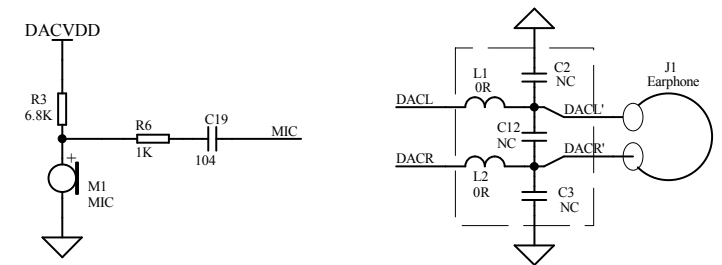 DACVDD
R3
6.8K
R6
1K
C19
104
MIC
+
M1
MIC
L1
0R
C2
NC
DACL
DACL'
C12
NC
DACR
DACR'
L2
0R
C3
NC
J1
Earphone